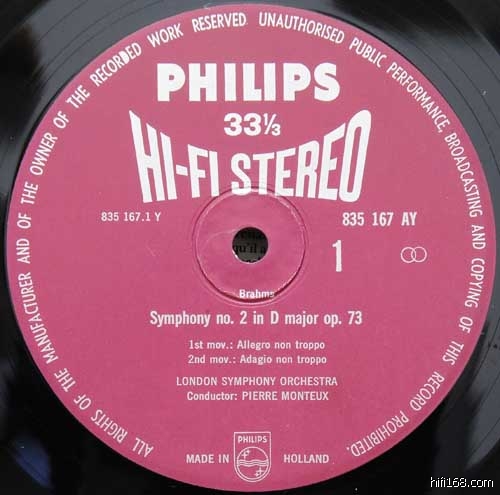 ALL RIGHTS OF THE MANUFACTURER AND OF THE OWNER OF THE RECORDED WORK RESERVED. UNAUTHORISED PUBLIC PERFORMANCE, BROADCASTING AND COPYING OF THIS RECORD PROHIBITED.
PHILIPS
33⅓
HI-FI STEREO
835 167.1 Y
835 167 AY
1
qu'il a
Brahms
Symphony no. 2 in D major op. 73
1st mov.: Allegro non troppo
2nd mov.: Adagio non troppo
LONDON SYMPHONY ORCHESTRA
Conductor: PIERRE MONTEUX
PHILIPS
MADE IN HOLLAND
hifi168.com